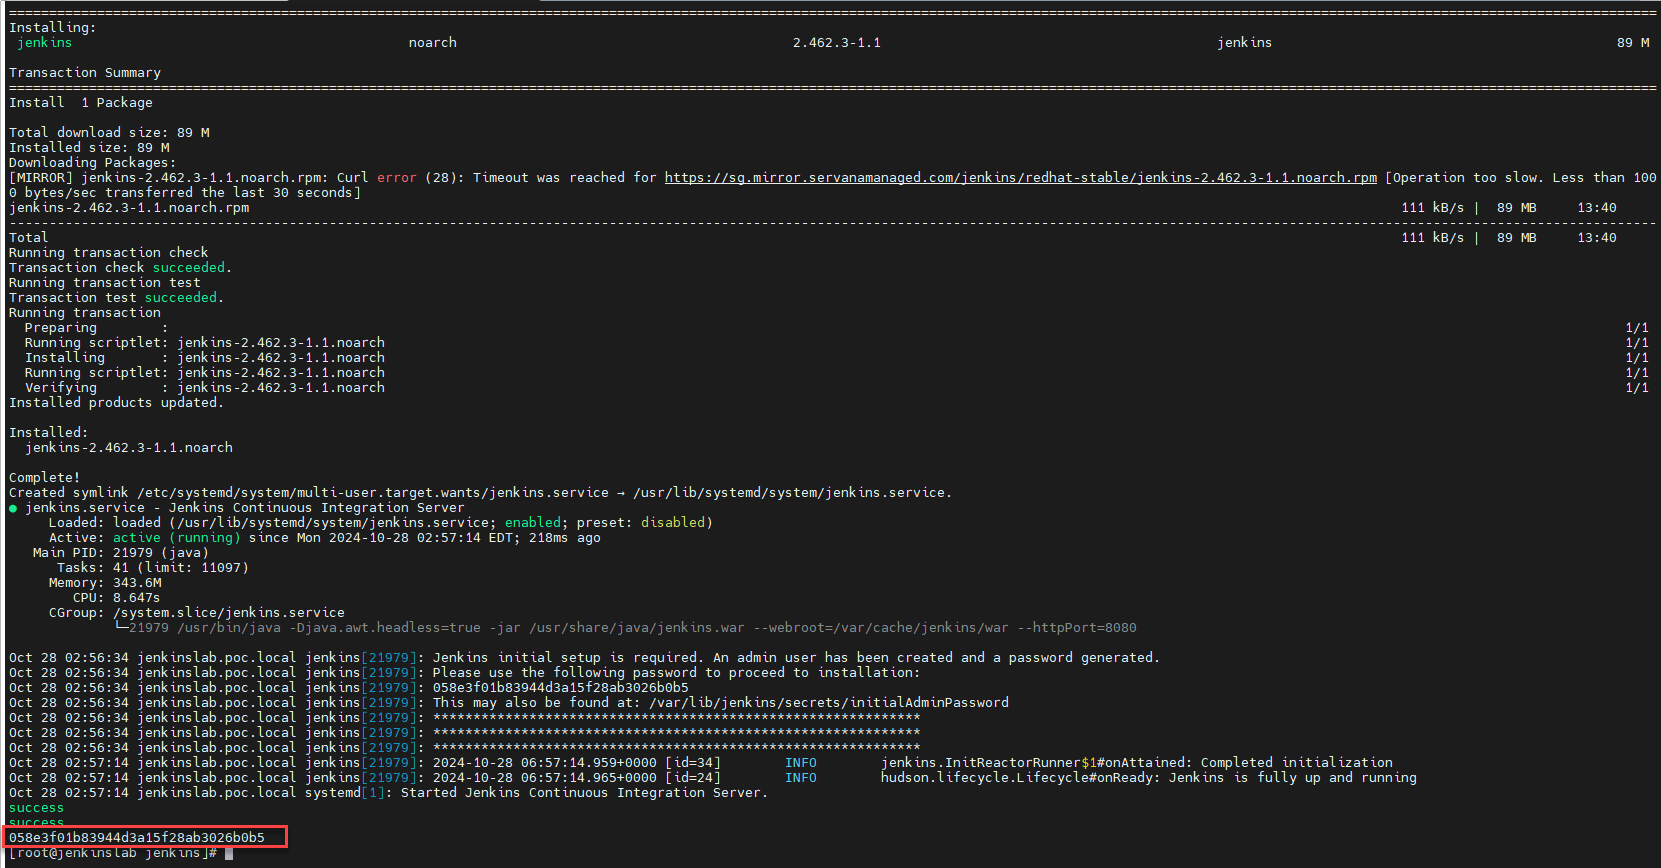 ================================================================================
Installing:
jenkins noarch 2.462.3-1.1 jenkins 89 M
Transaction Summary
================================================================================
Install  1 Package
Total download size: 89 M
Installed size: 89 M
Downloading Packages:
[MIRROR] jenkins-2.462.3-1.1.noarch.rpm: Curl error (28): Timeout was reached for https://sg.mirror.servanamanaged.com/jenkins/redhat-stable/jenkins-2.462.3-1.1.noarch.rpm [Operation too slow. Less than 100
0 bytes/sec transferred the last 30 seconds]
jenkins-2.462.3-1.1.noarch.rpm 111 kB/s | 89 MB 13:40
--------------------------------------------------------------------------------
Total 111 kB/s | 89 MB 13:40
Running transaction check
Transaction check succeeded.
Running transaction test
Transaction test succeeded.
Running transaction
Preparing : 1/1
Running scriptlet: jenkins-2.462.3-1.1.noarch 1/1
Installing : jenkins-2.462.3-1.1.noarch 1/1
Running scriptlet: jenkins-2.462.3-1.1.noarch 1/1
Verifying : jenkins-2.462.3-1.1.noarch 1/1
Installed products updated.
Installed:
jenkins-2.462.3-1.1.noarch
Complete!
Created symlink /etc/systemd/system/multi-user.target.wants/jenkins.service → /usr/lib/systemd/system/jenkins.service.
● jenkins.service - Jenkins Continuous Integration Server
Loaded: loaded (/usr/lib/systemd/system/jenkins.service; enabled; preset: disabled)
Active: active (running) since Mon 2024-10-28 02:57:14 EDT; 218ms ago
Main PID: 21979 (java)
Tasks: 41 (limit: 11097)
Memory: 343.6M
CPU: 8.647s
CGroup: /system.slice/jenkins.service
└─21979 /usr/bin/java -Djava.awt.headless=true -jar /usr/share/java/jenkins.war --webroot=/var/cache/jenkins/war --httpPort=8080
Oct 28 02:56:34 jenkinslab.poc.local jenkins[21979]: Jenkins initial setup is required. An admin user has been created and a password generated.
Oct 28 02:56:34 jenkinslab.poc.local jenkins[21979]: Please use the following password to proceed to installation:
Oct 28 02:56:34 jenkinslab.poc.local jenkins[21979]: 058e3f01b83944d3a15f28ab3026b0b5
Oct 28 02:56:34 jenkinslab.poc.local jenkins[21979]: This may also be found at: /var/lib/jenkins/secrets/initialAdminPassword
Oct 28 02:56:34 jenkinslab.poc.local jenkins[21979]: *************************************************************
Oct 28 02:56:34 jenkinslab.poc.local jenkins[21979]: *************************************************************
Oct 28 02:56:34 jenkinslab.poc.local jenkins[21979]: *************************************************************
Oct 28 02:57:14 jenkinslab.poc.local jenkins[21979]: 2024-10-28 06:57:14.959+0000 [id=34] INFO jenkins.InitReactorRunner$1#onAttained: Completed initialization
Oct 28 02:57:14 jenkinslab.poc.local jenkins[21979]: 2024-10-28 06:57:14.965+0000 [id=24] INFO hudson.lifecycle.Lifecycle#onReady: Jenkins is fully up and running
Oct 28 02:57:14 jenkinslab.poc.local systemd[1]: Started Jenkins Continuous Integration Server.
success
success
058e3f01b83944d3a15f28ab3026b0b5
[root@jenkinslab jenkins]#